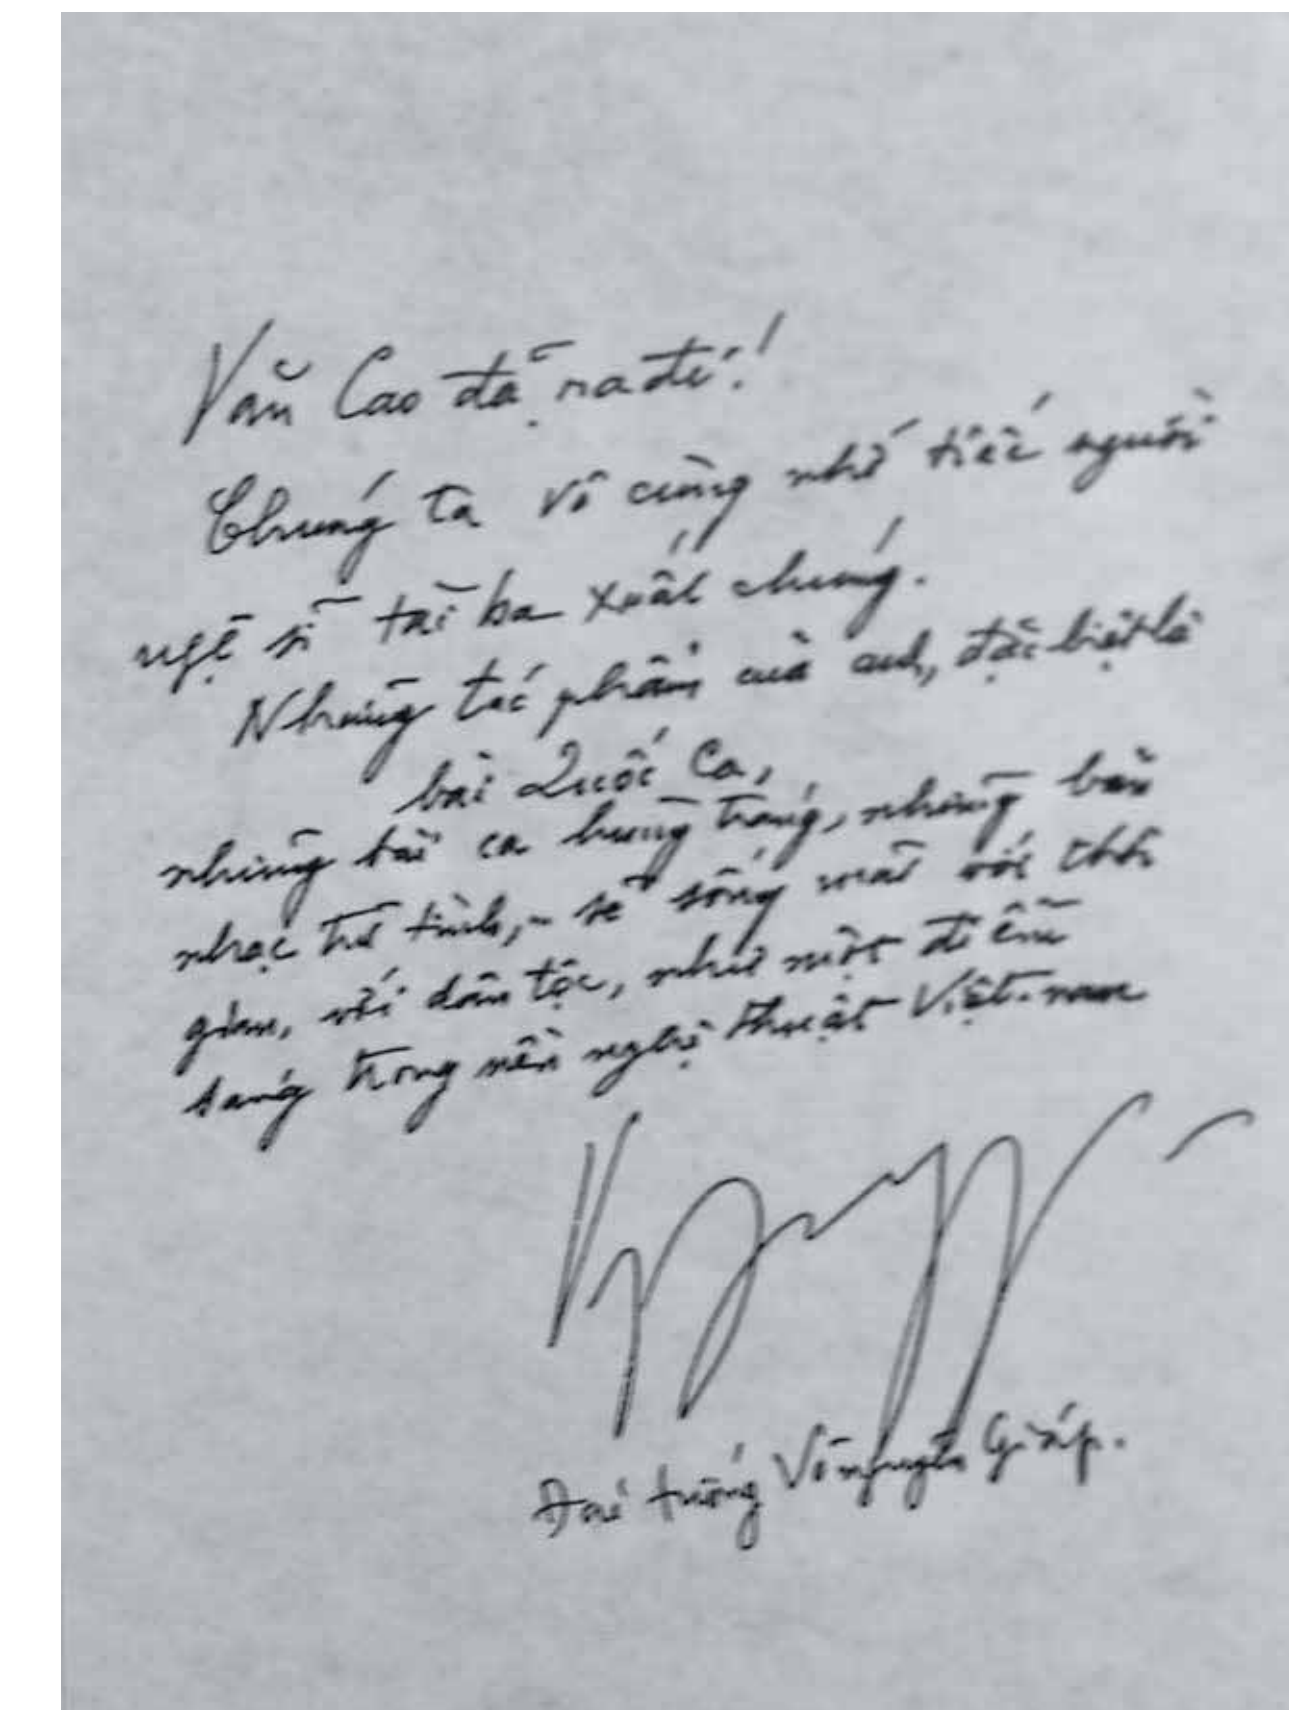 Văn Cao đã ra đi!
Chúng ta vô cùng nhớ tiếc người
nghệ sĩ tài ba xuất chúng.
Những tác phẩm của anh, đặc biệt là
bài Quốc Ca,
những bài ca hùng tráng, những bản
nhạc trữ tình, - sẽ sống mãi với thời
gian, với dân tộc, như một điểm
sáng trong nền nghệ thuật Việt-nam
Đại tướng Võ nguyên Giáp.